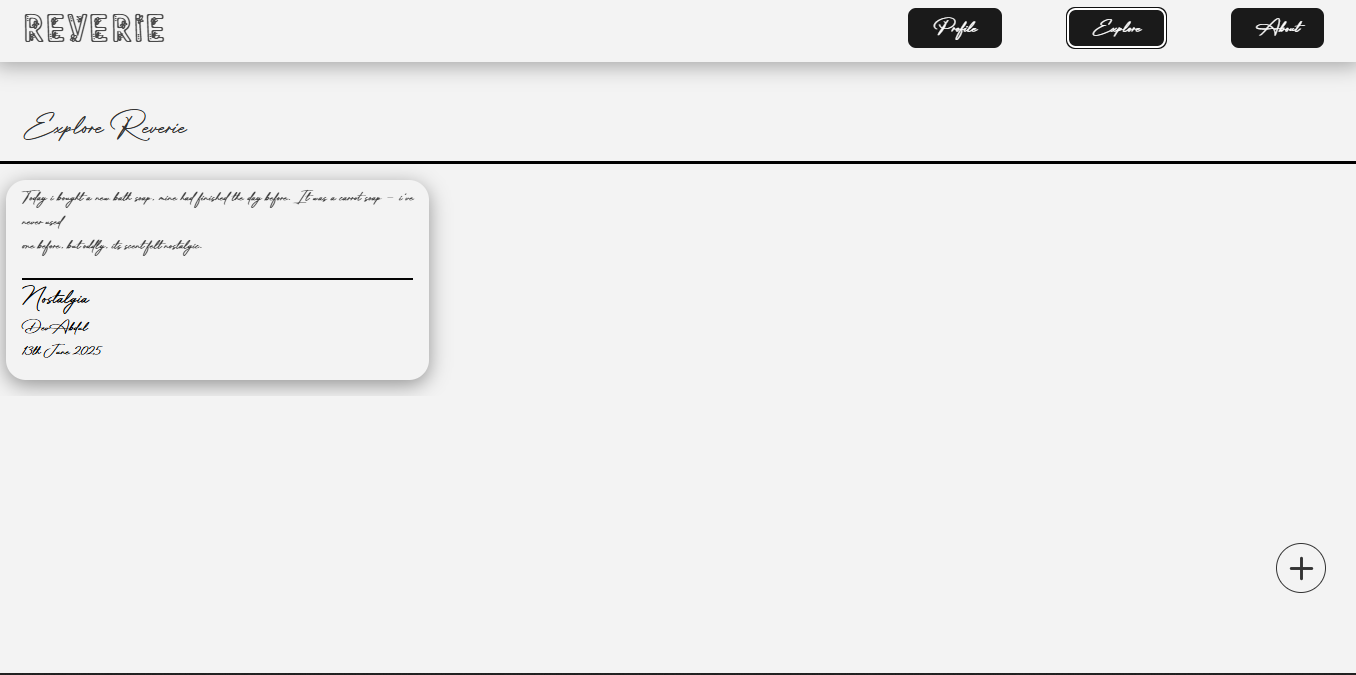 REVERIE
Profile
Explore
About
Explore Reverie
Today i bought a new bath soap, mine had finished the day before. It was a carrot soap — i've
never used
one before, but oddly, its scent felt nostalgic.
Nostalgia
DevAbdul
13th June 2025